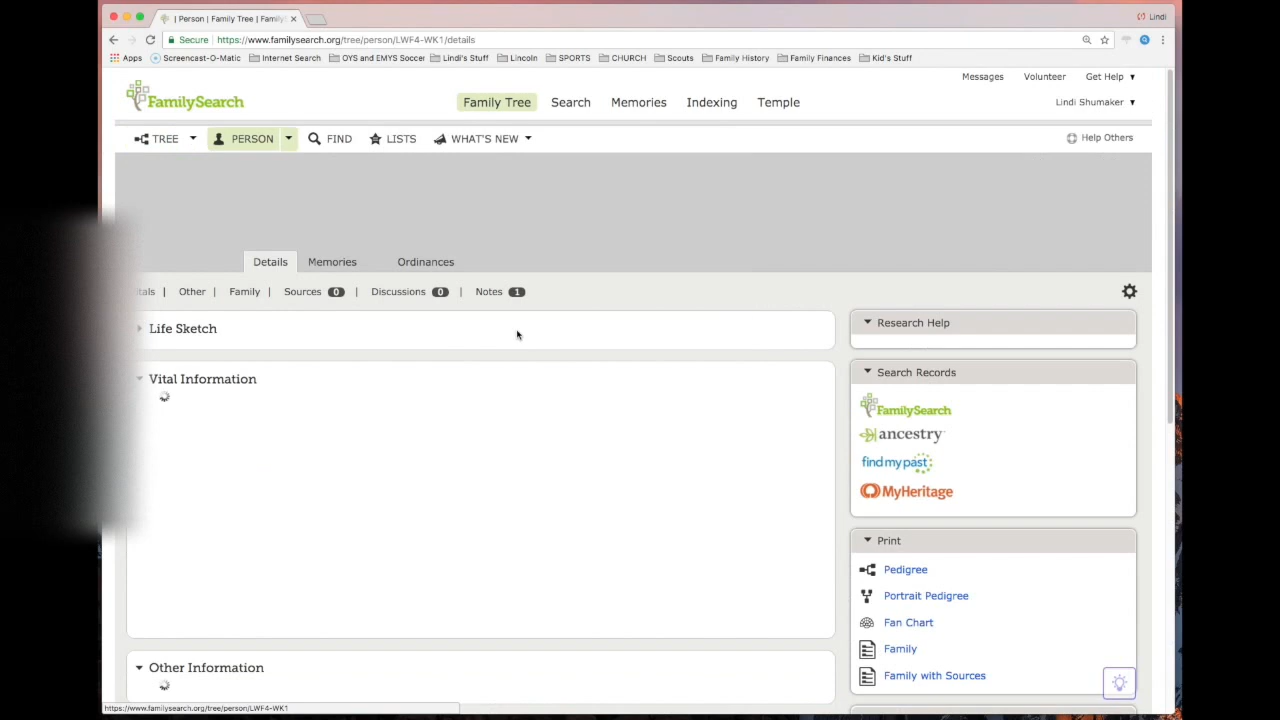 | Person | Family Tree | Family
Lindi
Secure https://www.familysearch.org/tree/person/LWF4-WK1/details
Apps Screencast-O-Matic Internet Search OYS and EMYS Soccer Lindi's Stuff Lincoln SPORTS CHURCH Scouts Family History Family Finances Kid's Stuff
Messages Volunteer Get Help
FamilySearch Family Tree Search Memories Indexing Temple Lindi Shumaker
TREE PERSON FIND LISTS WHAT'S NEW Help Others
Details Memories Ordinances
tals | Other | Family | Sources 0 | Discussions 0 | Notes 1
Life Sketch
Vital Information
Other Information
Research Help
Search Records
FamilySearch
ancestry
findmypast
MyHeritage
Print
Pedigree
Portrait Pedigree
Fan Chart
Family
Family with Sources
https://www.familysearch.org/tree/person/LWF4-WK1